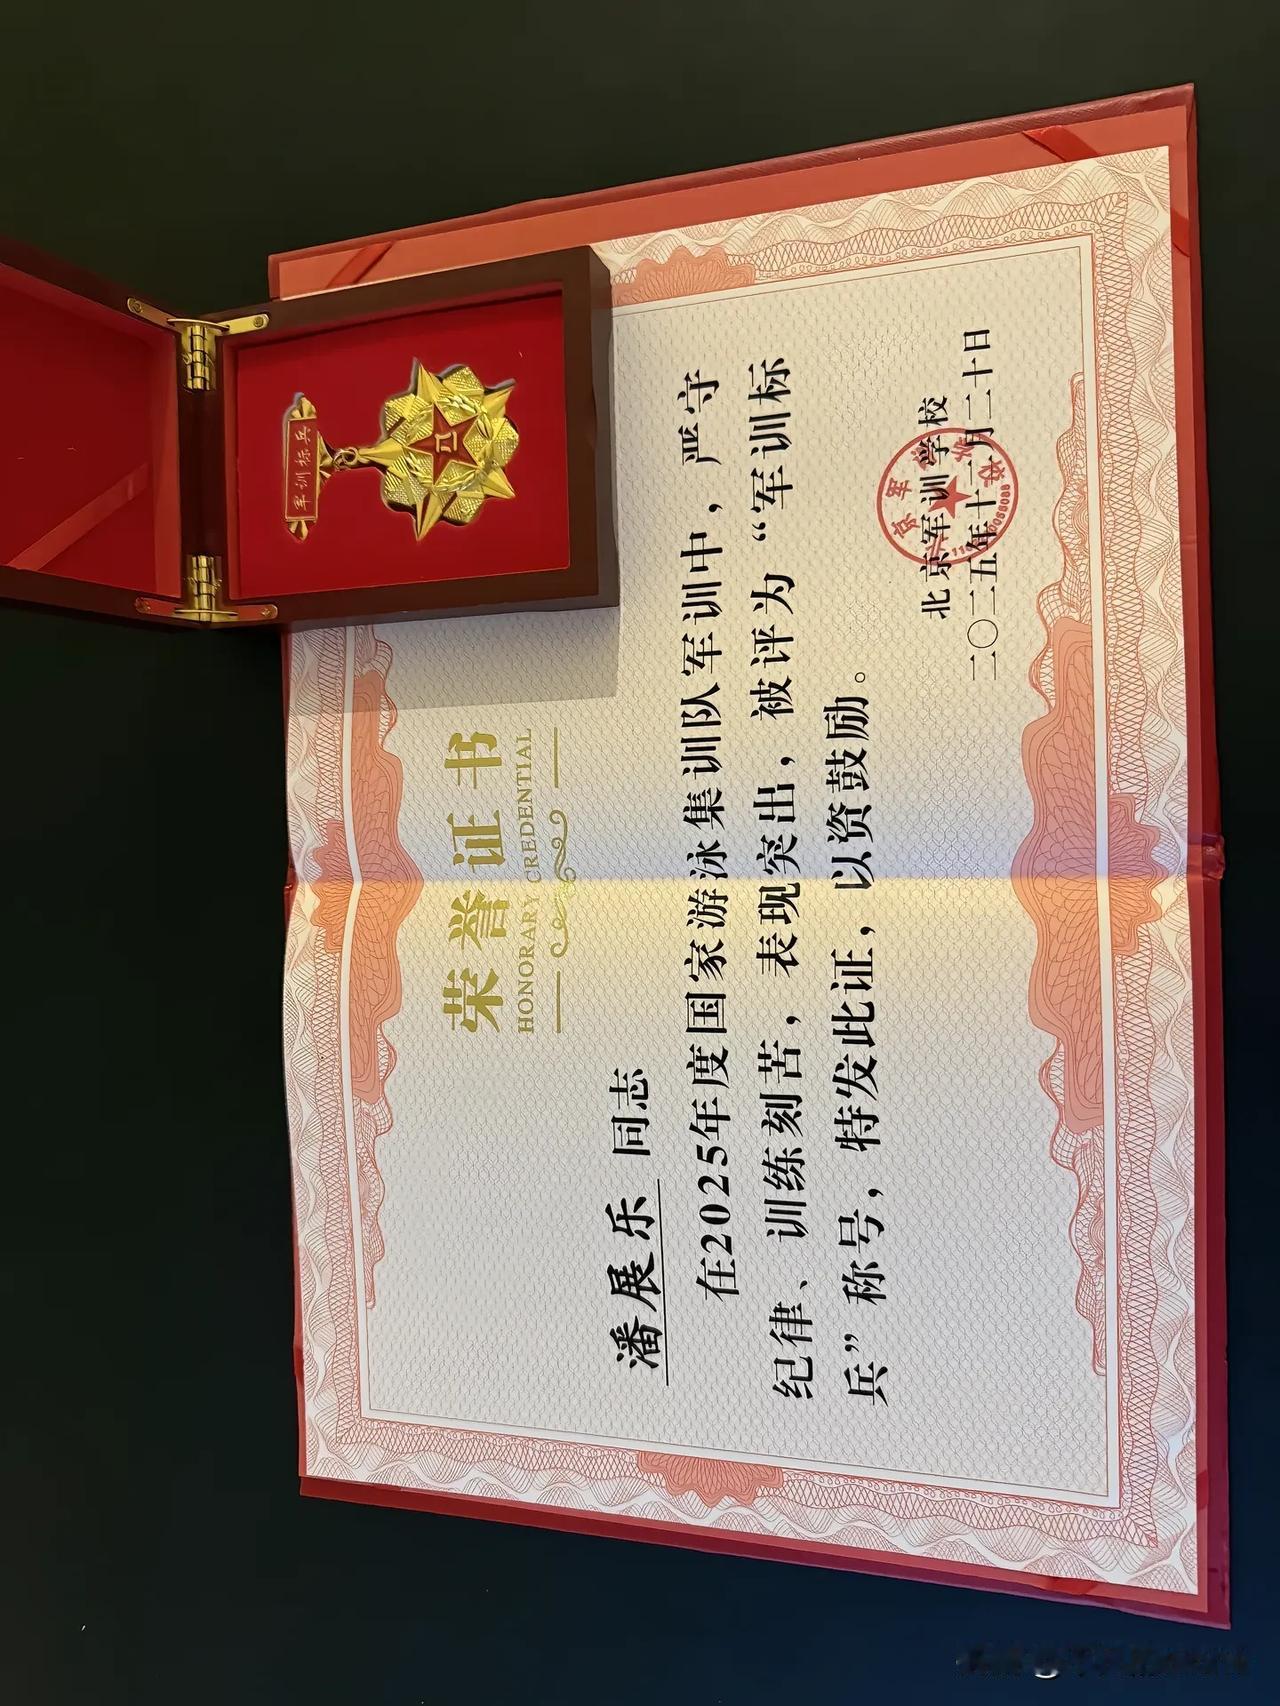 军训标兵
八一
荣誉证书
HONORARY CREDENTIAL
潘展乐 同志
在2025年度国家游泳集训队军训中，严守
纪律、训练刻苦，表现突出，被评为“军训标
兵”称号，特发此证，以资鼓励。
北京军训学校
二〇二五年十二月二十日